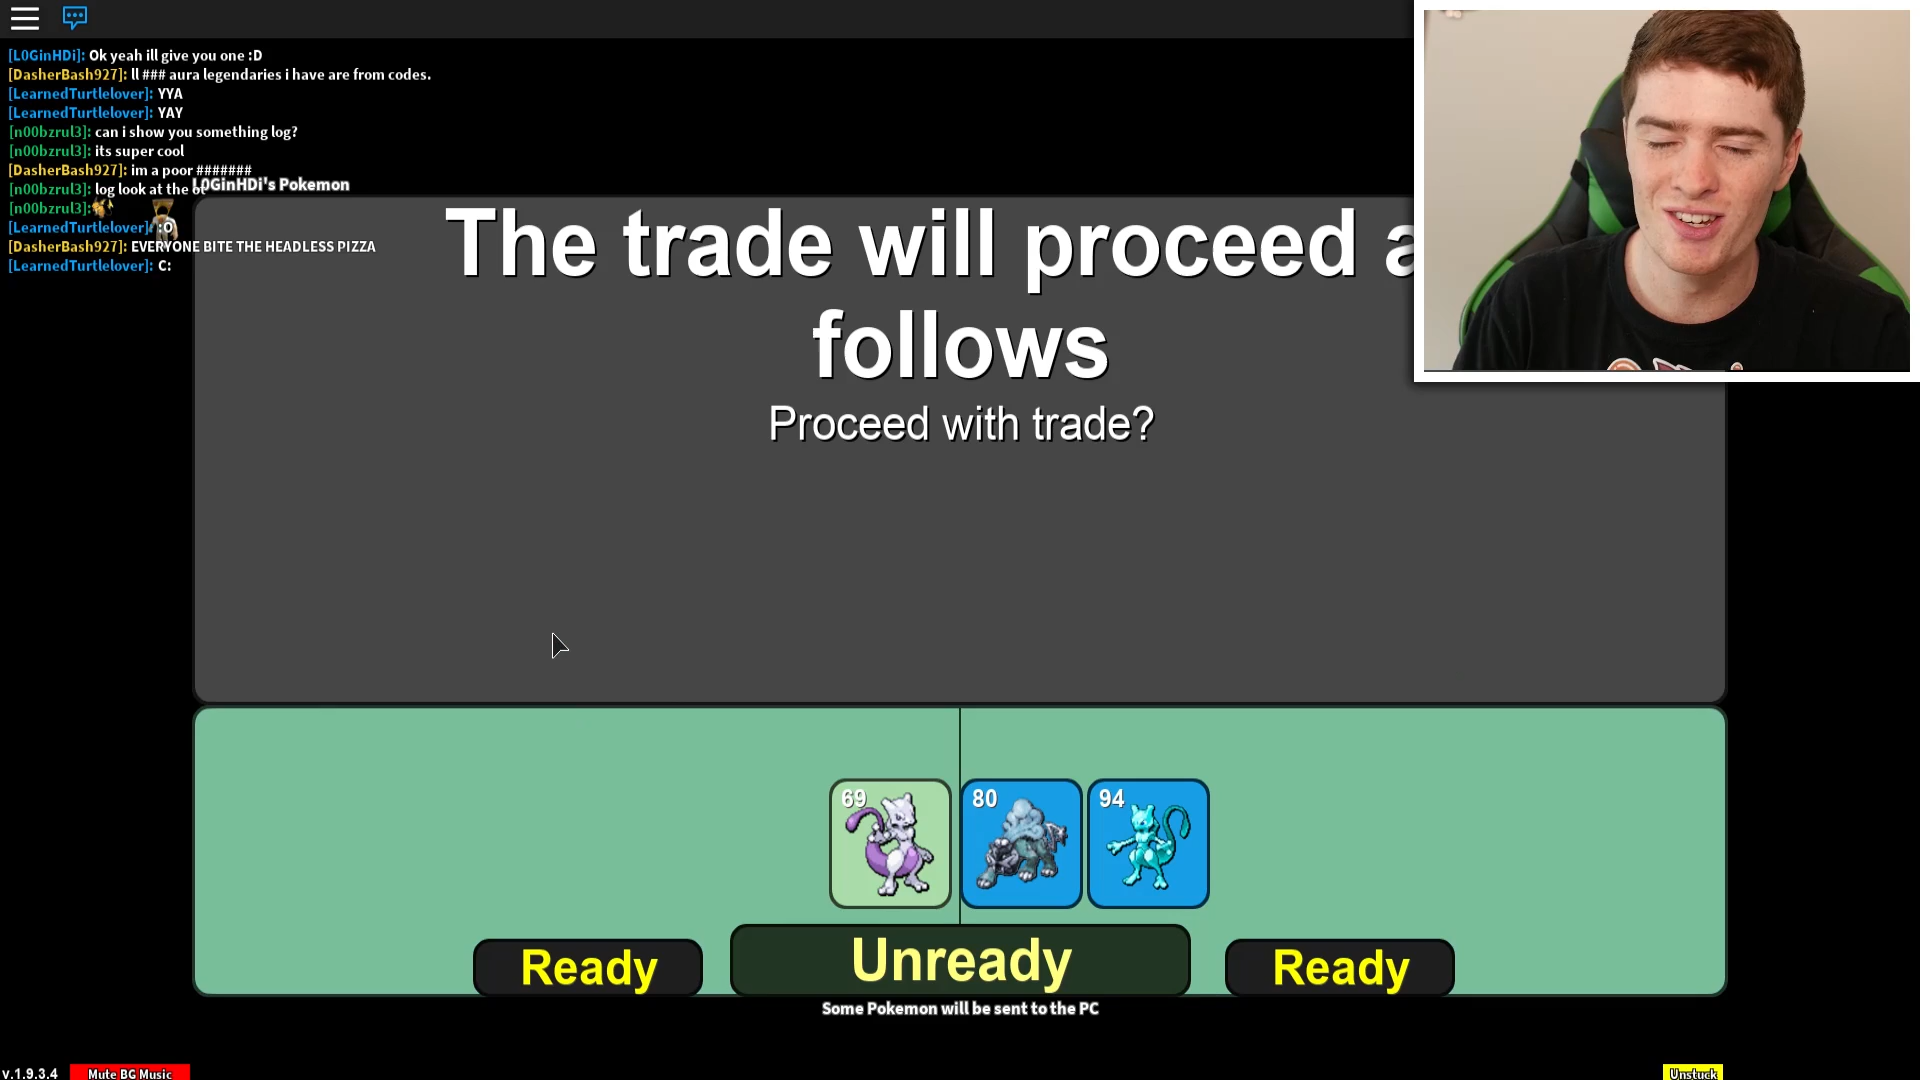 [L0GinHDi]: Ok yeah ill give you one :D
[DasherBash927]: ll ### aura legendaries i have are from codes.
[LearnedTurtlelover]: YYA
[LearnedTurtlelover]: YAY
[n00bzrul3]: can i show you something log?
[n00bzrul3]: its super cool
[DasherBash927]: im a poor #######
[n00bzrul3]: log look at the ot
[n00bzrul3]:
[LearnedTurtlelover]: :O
[DasherBash927]: EVERYONE BITE THE HEADLESS PIZZA
[LearnedTurtlelover]: C:
L0GinHDi's Pokemon
The trade will proceed a
follows
Proceed with trade?
69
80
94
Ready
Unready
Ready
Some Pokemon will be sent to the PC
v.1.9.3.4
Mute BG Music
Unstuck